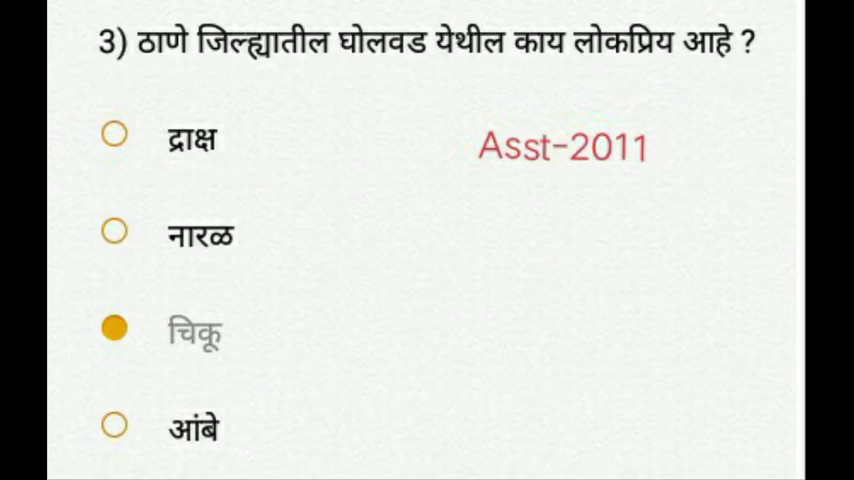 3) ठाणे जिल्ह्यातील घोलवड येथील काय लोकप्रिय आहे ?
द्राक्ष
Asst-2011
नारळ
चिकू
आंबे